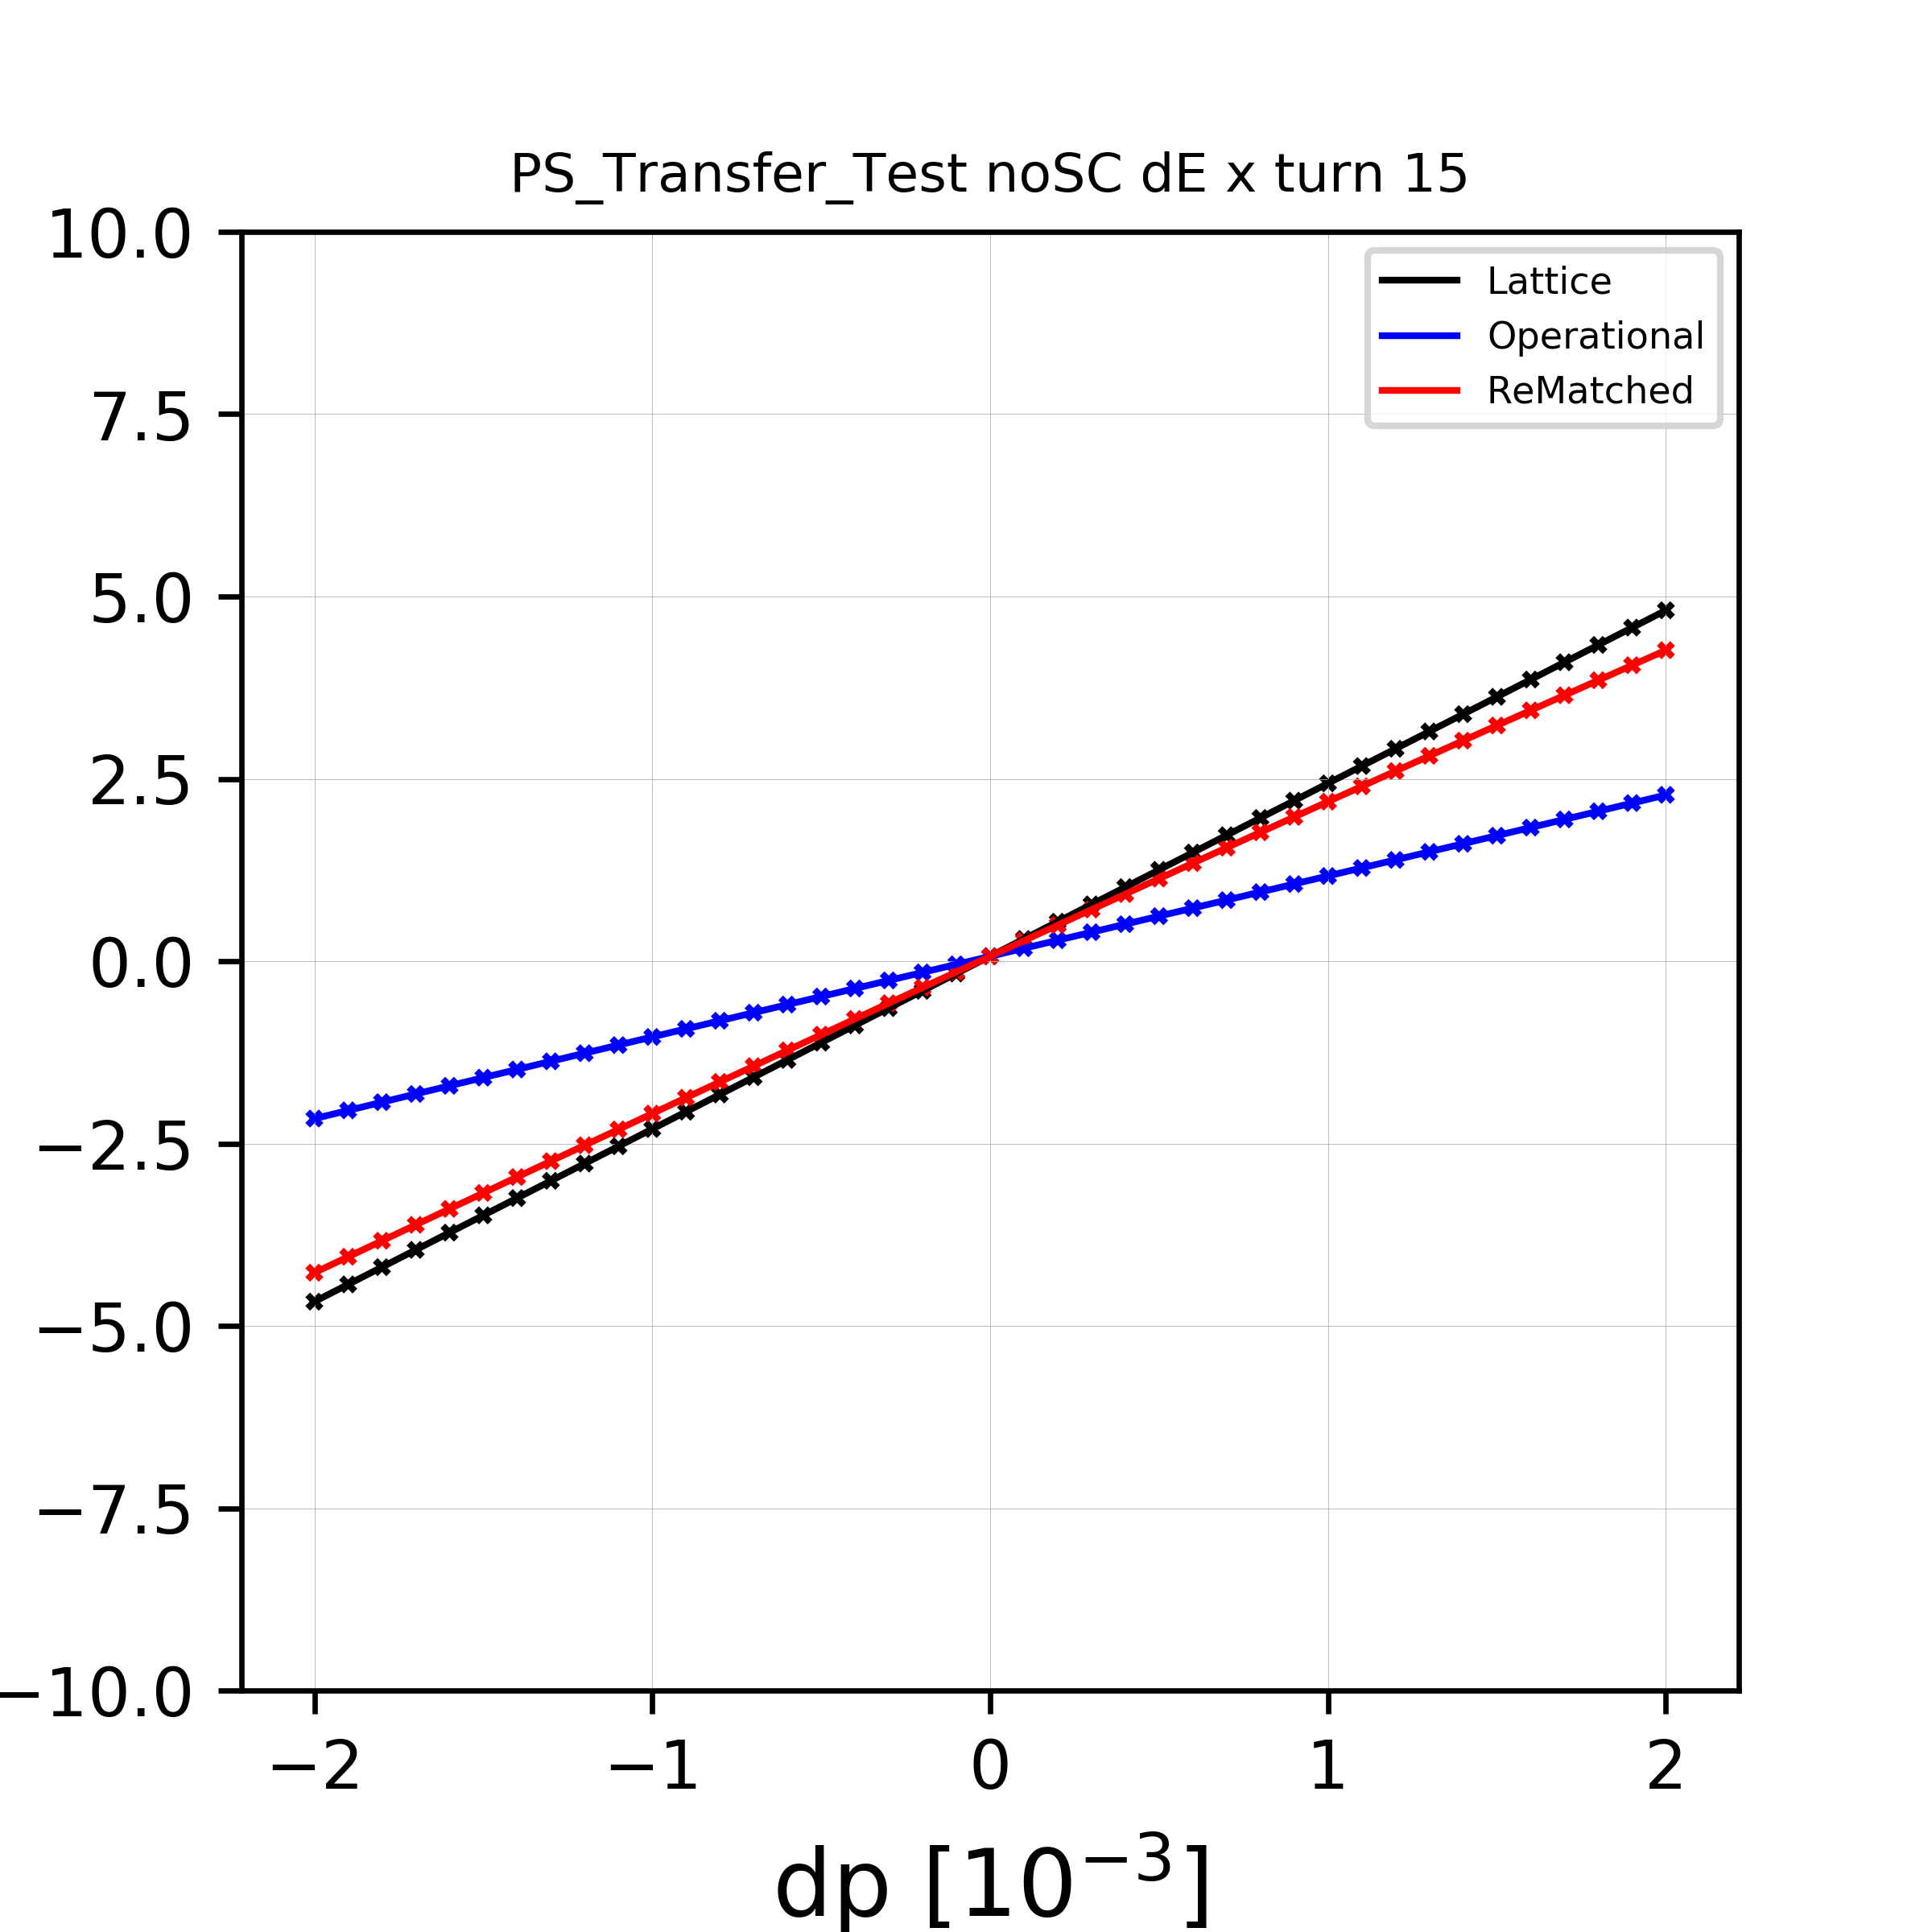 PS_Transfer_Test noSC dE x turn 15
10.0
7.5
5.0
2.5
0.0
−2.5
−5.0
−7.5
−10.0
Lattice
Operational
ReMatched
−2 −1 0 1 2
dp [10⁻³]